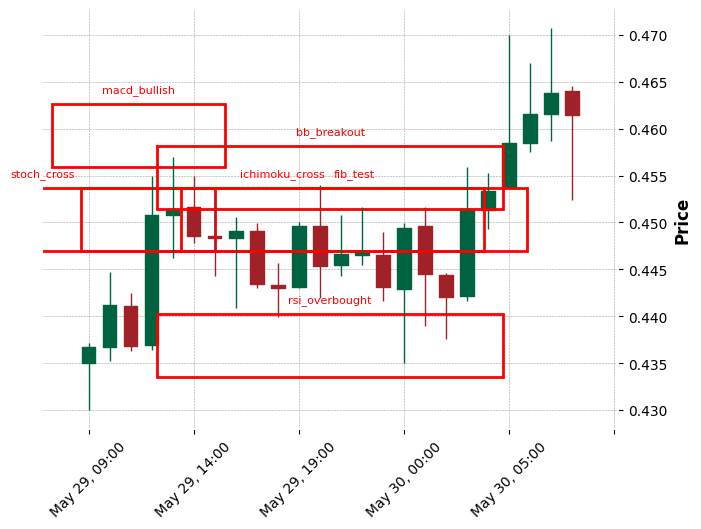 0.470
0.465
macd_bullish
0.460
bb_breakout
0.455
stoch_cross
ichimoku_cross
fib_test
0.450
Price
0.445
rsi_overbought
0.440
0.435
0.430
May 29, 09:00
May 29, 14:00
May 29, 19:00
May 30, 00:00
May 30, 05:00